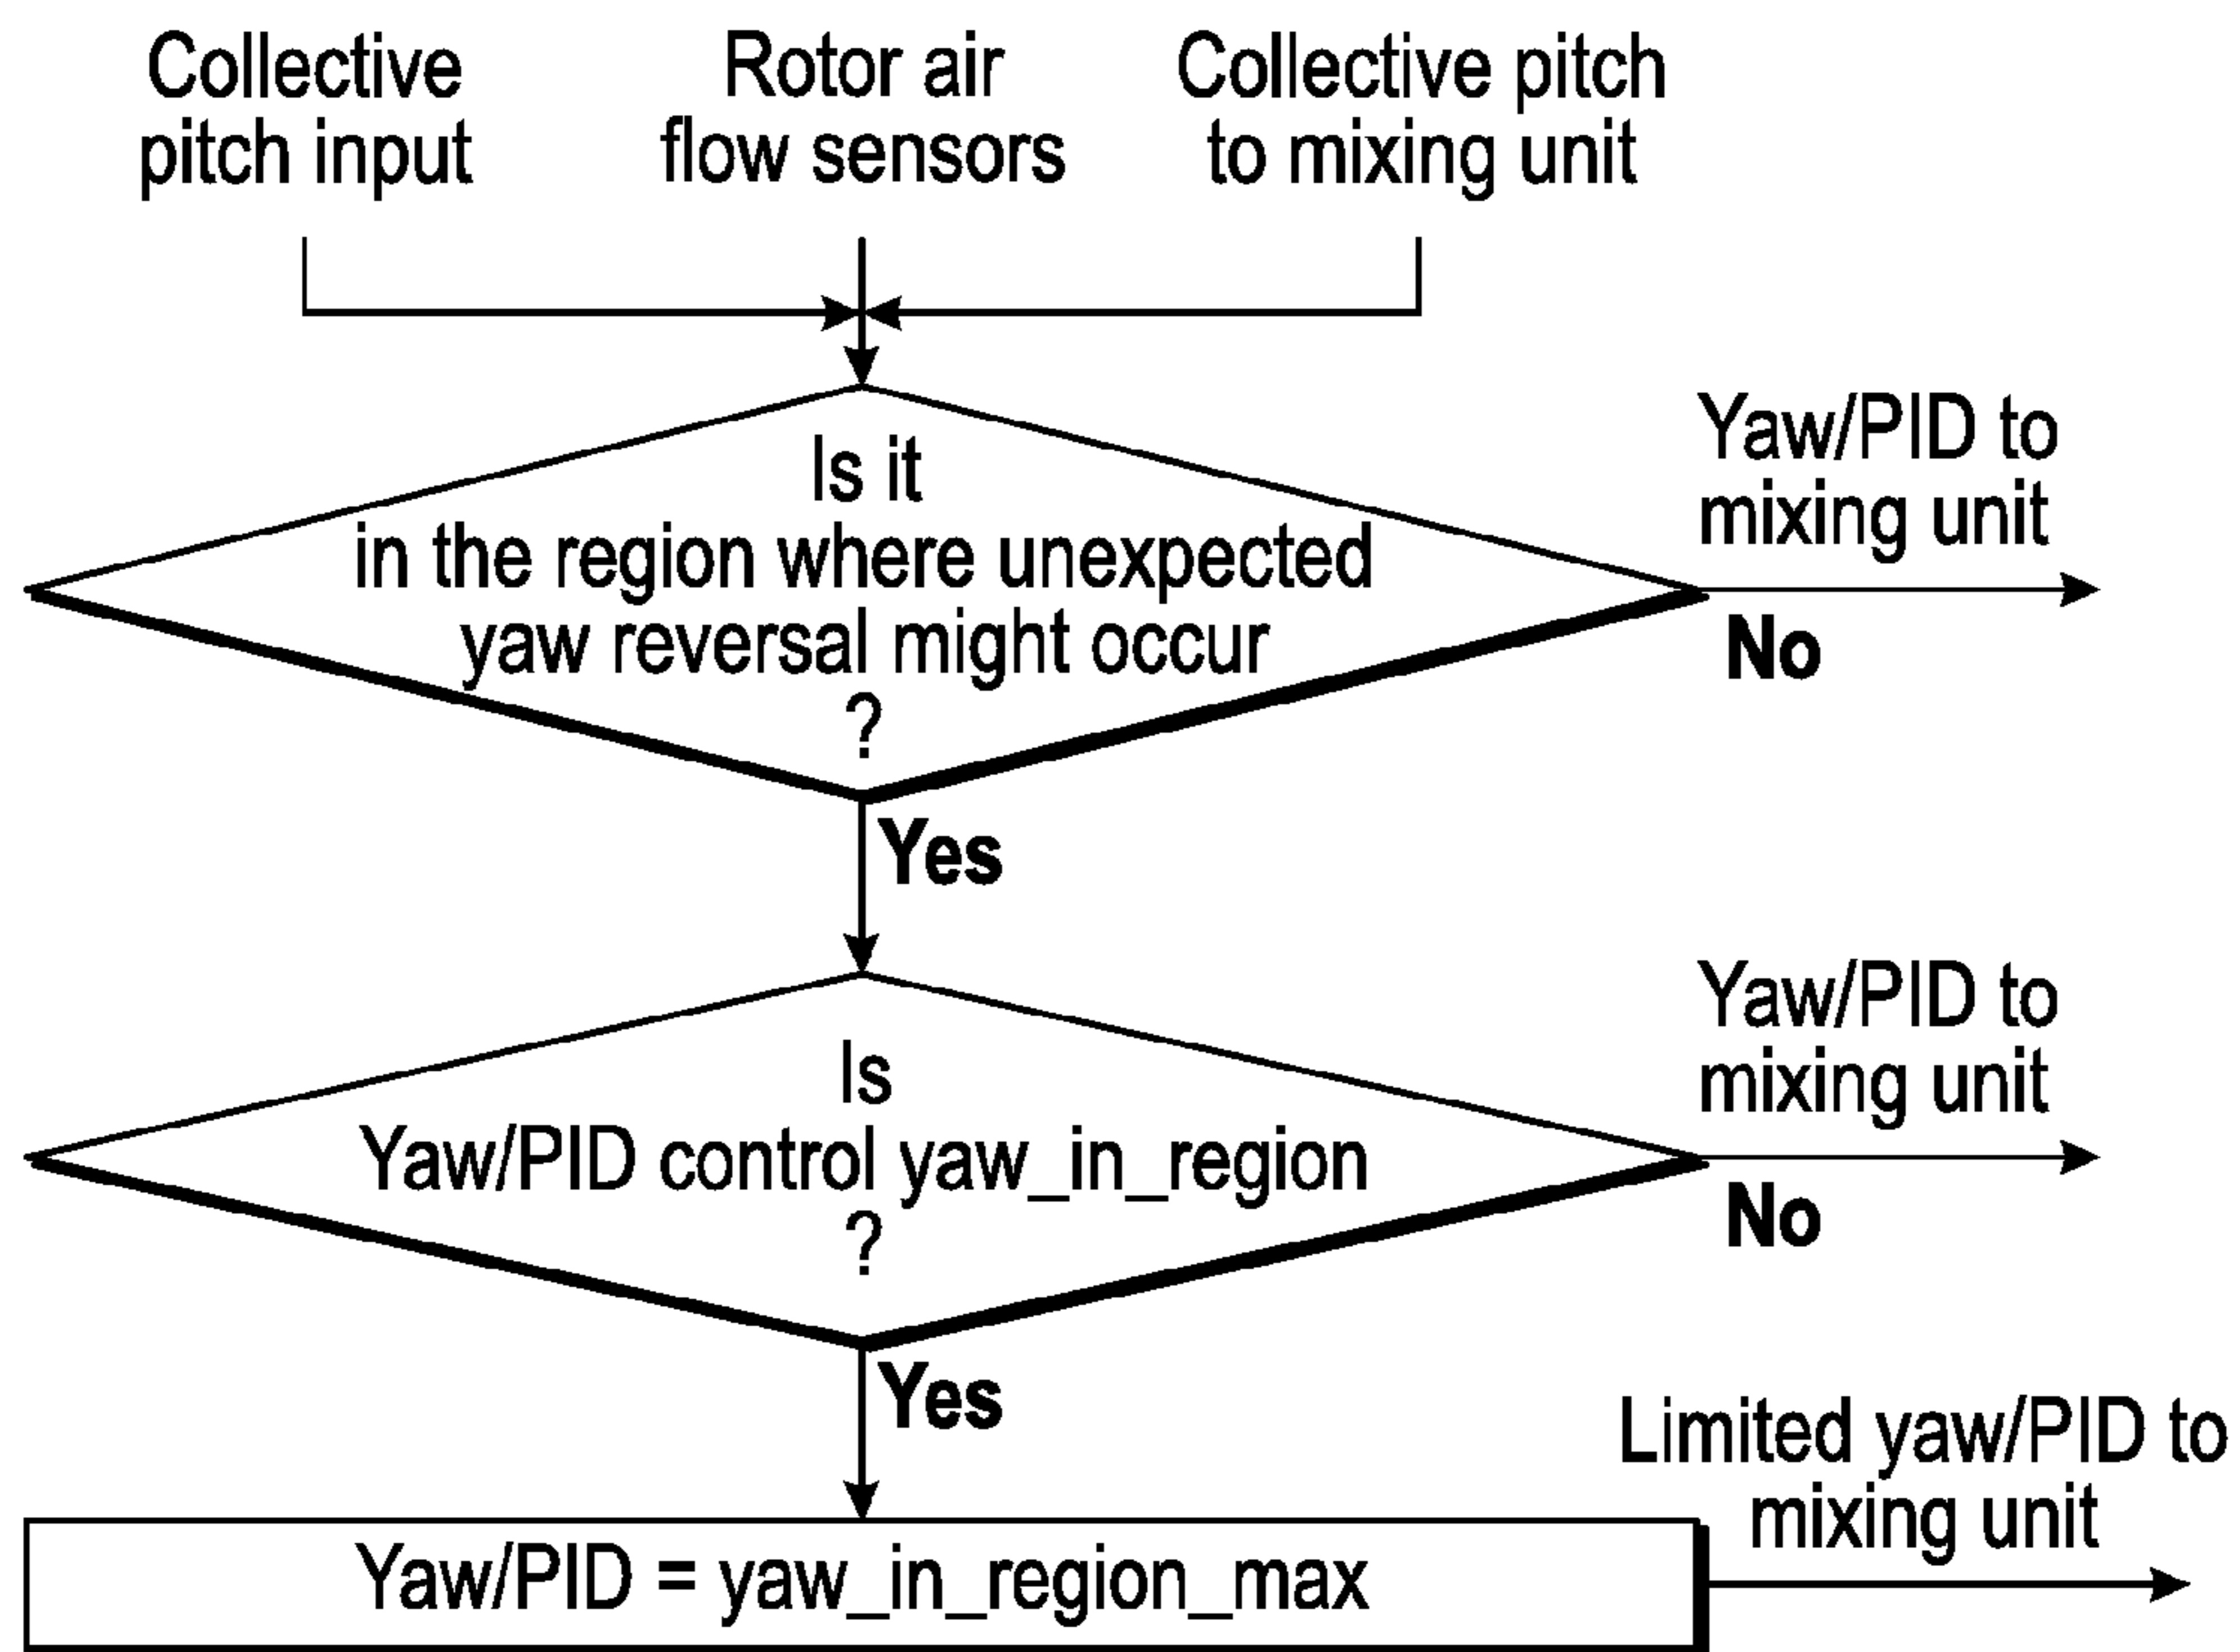 Collective
pitch input
Rotor air
flow sensors
Collective pitch
to mixing unit
Is it
in the region where unexpected
yaw reversal might occur
?
Yaw/PID to
mixing unit
No
Yes
Is
Yaw/PID control yaw_in_region
?
Yaw/PID to
mixing unit
No
Yes
Yaw/PID = yaw_in_region_max
Limited yaw/PID to
mixing unit